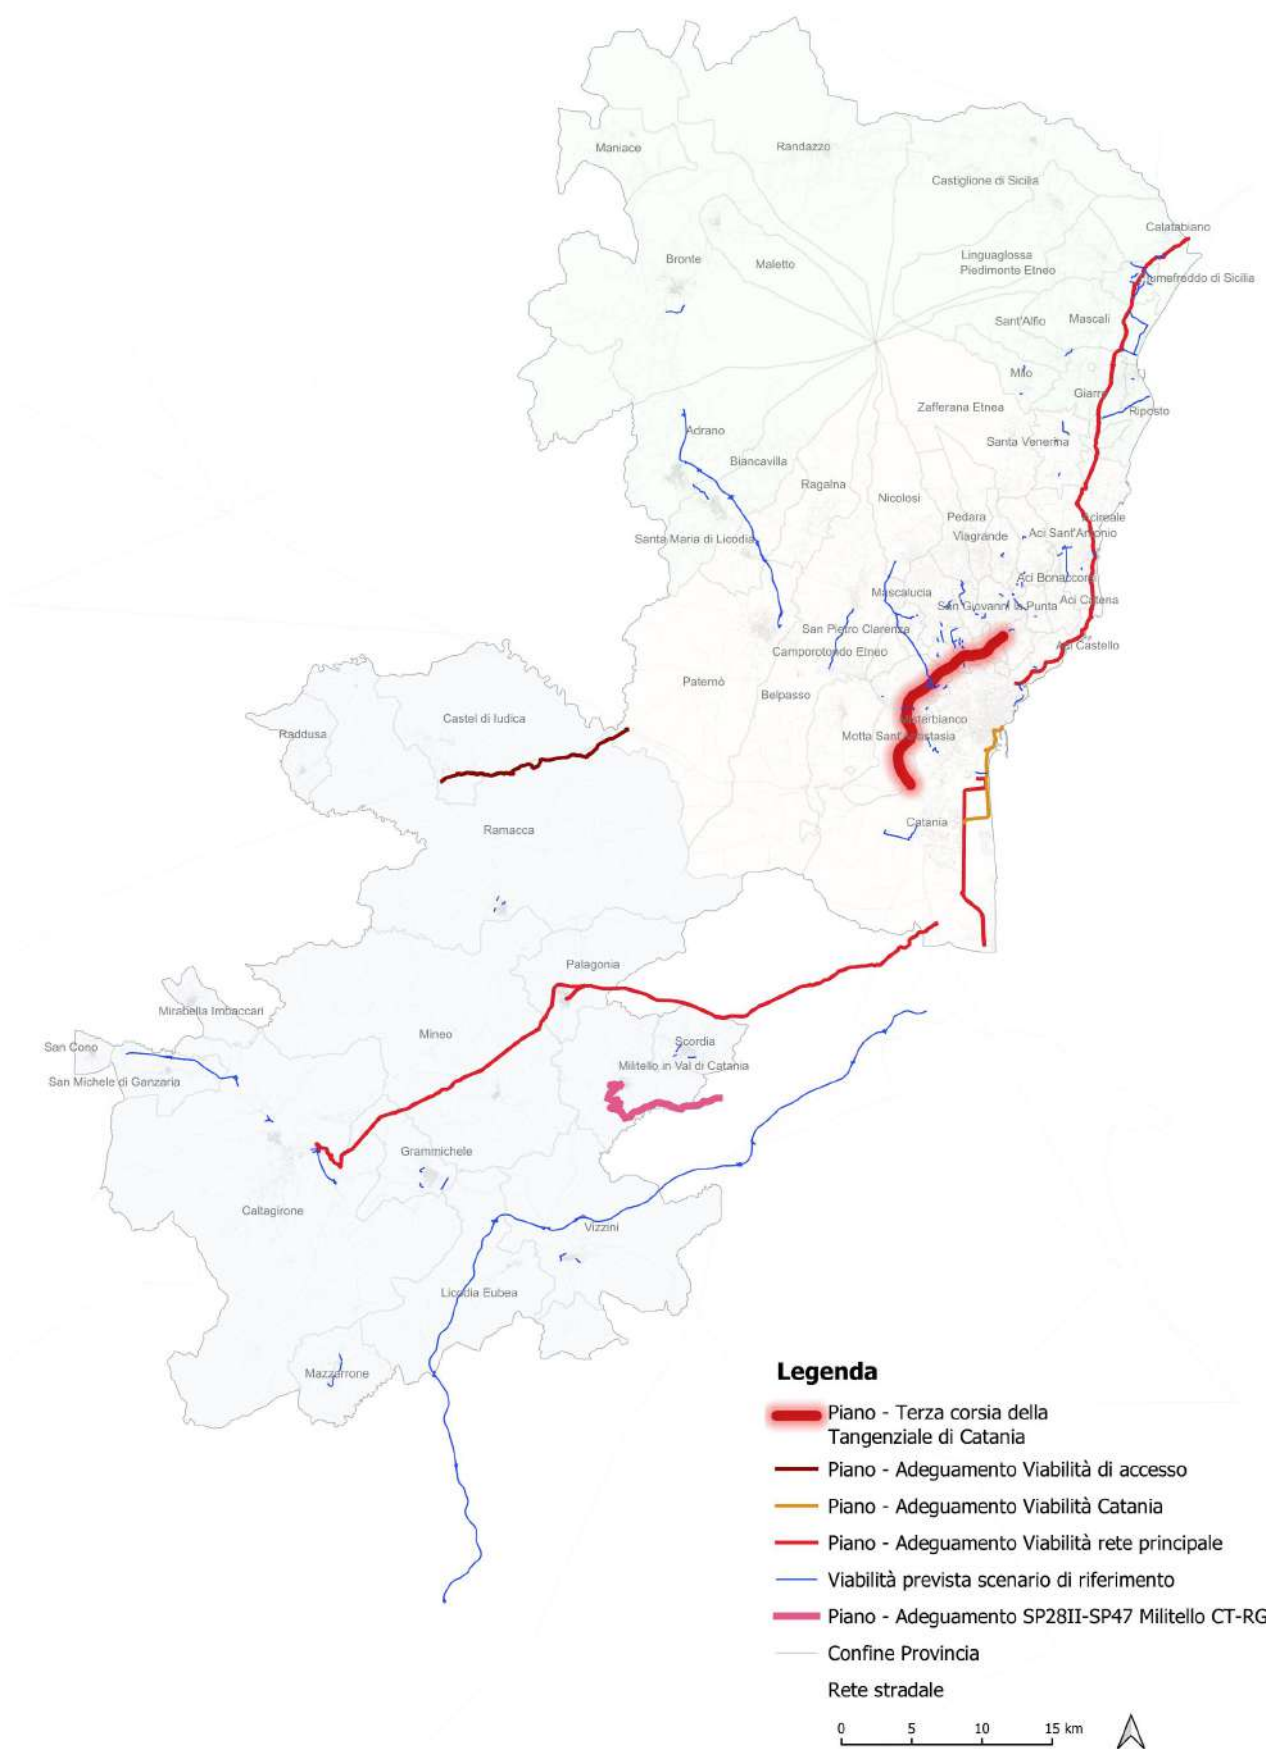 Maniace
Randazzo
Castiglione di Sicilia
Calatabiano
Bronte
Maletto
Linguaglossa
Piedimonte Etneo
Fiumefreddo di Sicilia
Sant'Alfio
Mascali
Milo
Giarre
Zafferana Etnea
Riposto
Adrano
Santa Venerina
Biancavilla
Ragalna
Nicolosi
Pedara
Acireale
Santa Maria di Licodia
Viagrande
Aci Sant'Antonio
Aci Bonaccorsi
Mascalucia
San Giovanni la Punta
Aci Catena
San Pietro Clarenza
Camporotondo Etneo
Aci Castello
Paternò
Belpasso
Castel di Iudica
Misterbianco
Raddusa
Motta Sant'Anastasia
Ramacca
Catania
Palagonia
Mirabella Imbaccari
Mineo
San Cono
Scordia
San Michele di Ganzaria
Militello in Val di Catania
Grammichele
Caltagirone
Vizzini
Licodia Eubea
Mazzarrone
Legenda
Piano - Terza corsia della
Tangenziale di Catania
Piano - Adeguamento Viabilità di accesso
Piano - Adeguamento Viabilità Catania
Piano - Adeguamento Viabilità rete principale
Viabilità prevista scenario di riferimento
Piano - Adeguamento SP28II-SP47 Militello CT-RG
Confine Provincia
Rete stradale
0 5 10 15 km